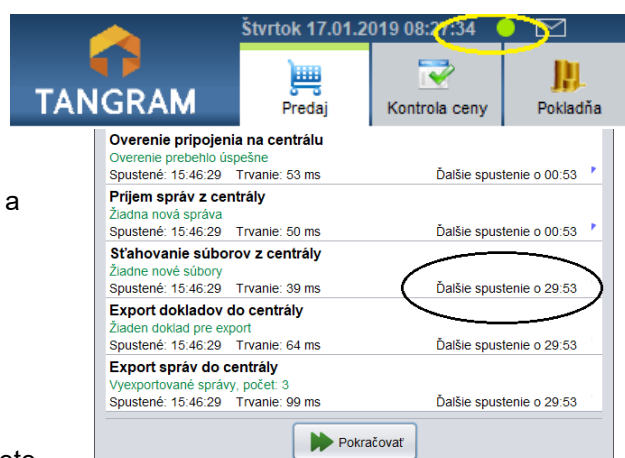 Štvrtok 17.01.2019 08:27:34
TANGRAM
Predaj
Kontrola ceny
Pokladňa
Overenie pripojenia na centrálu
Overenie prebehlo úspešne
Spustené: 15:46:29 Trvanie: 53 ms Ďalšie spustenie o 00:53
a
Príjem správ z centrály
Žiadna nová správa
Spustené: 15:46:29 Trvanie: 50 ms Ďalšie spustenie o 00:53
Sťahovanie súborov z centrály
Žiadne nové súbory
Spustené: 15:46:29 Trvanie: 39 ms Ďalšie spustenie o 29:53
Export dokladov do centrály
Žiaden doklad pre export
Spustené: 15:46:29 Trvanie: 64 ms Ďalšie spustenie o 29:53
Export správ do centrály
Vyexportované správy, počet: 3
Spustené: 15:46:29 Trvanie: 99 ms Ďalšie spustenie o 29:53
Pokračovať